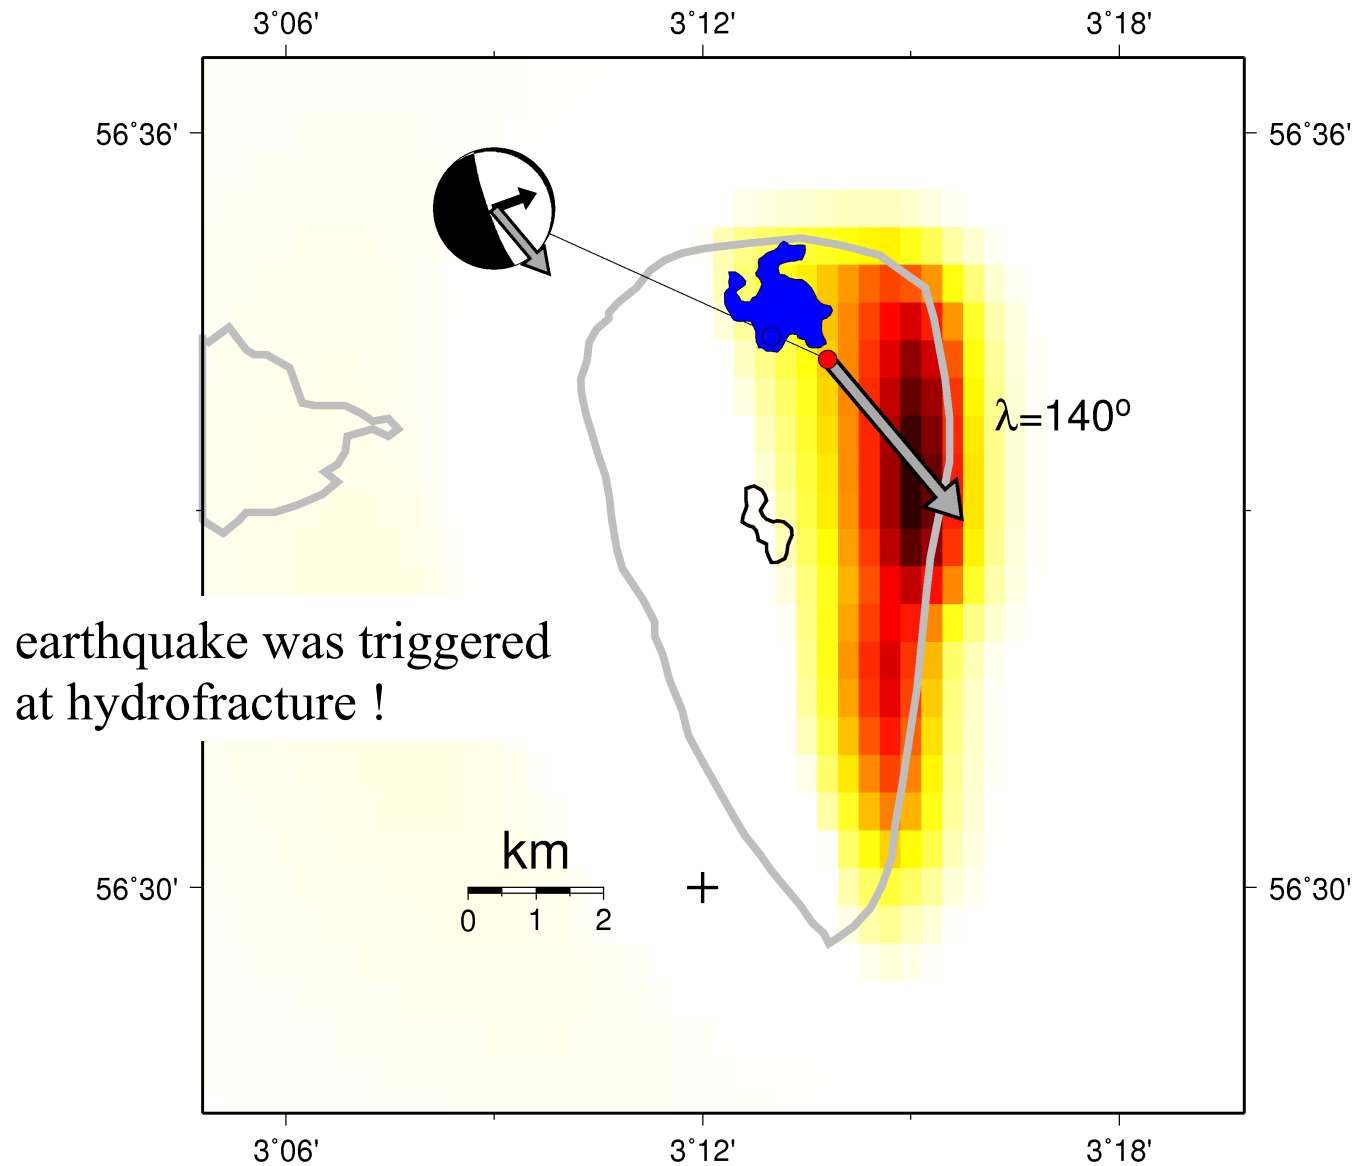 3°06' 3°12' 3°18'
56°36' 56°36'
λ=140º
earthquake was triggered
at hydrofracture !
km
56°30' 56°30'
0 1 2
3°06' 3°12' 3°18'